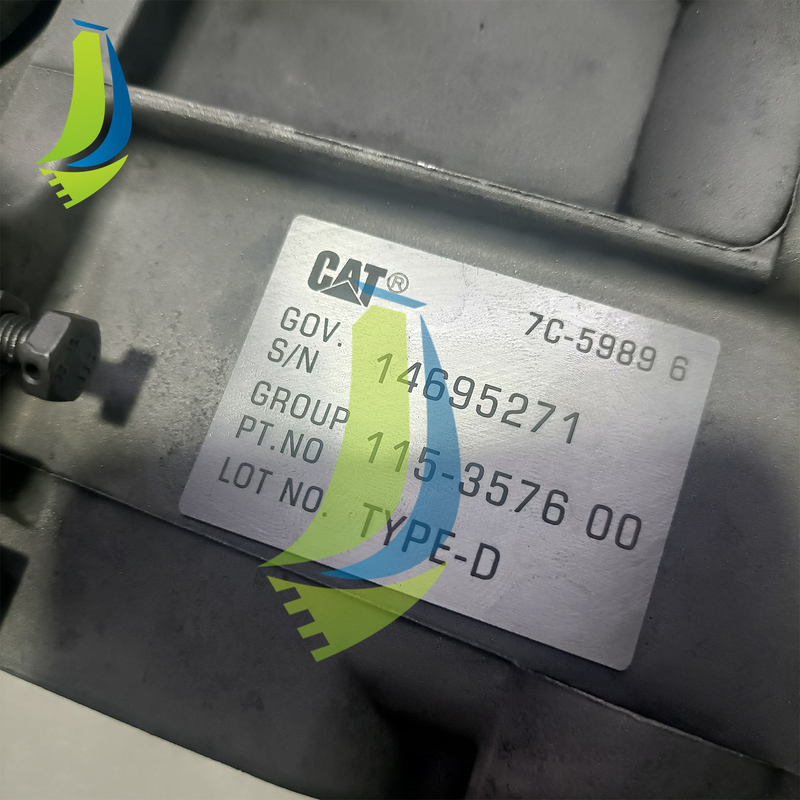 CAT®
7C-5989 6
GOV.
S/N 14695271
GROUP
PT.NO 115-3576 00
LOT NO. TYPE-D